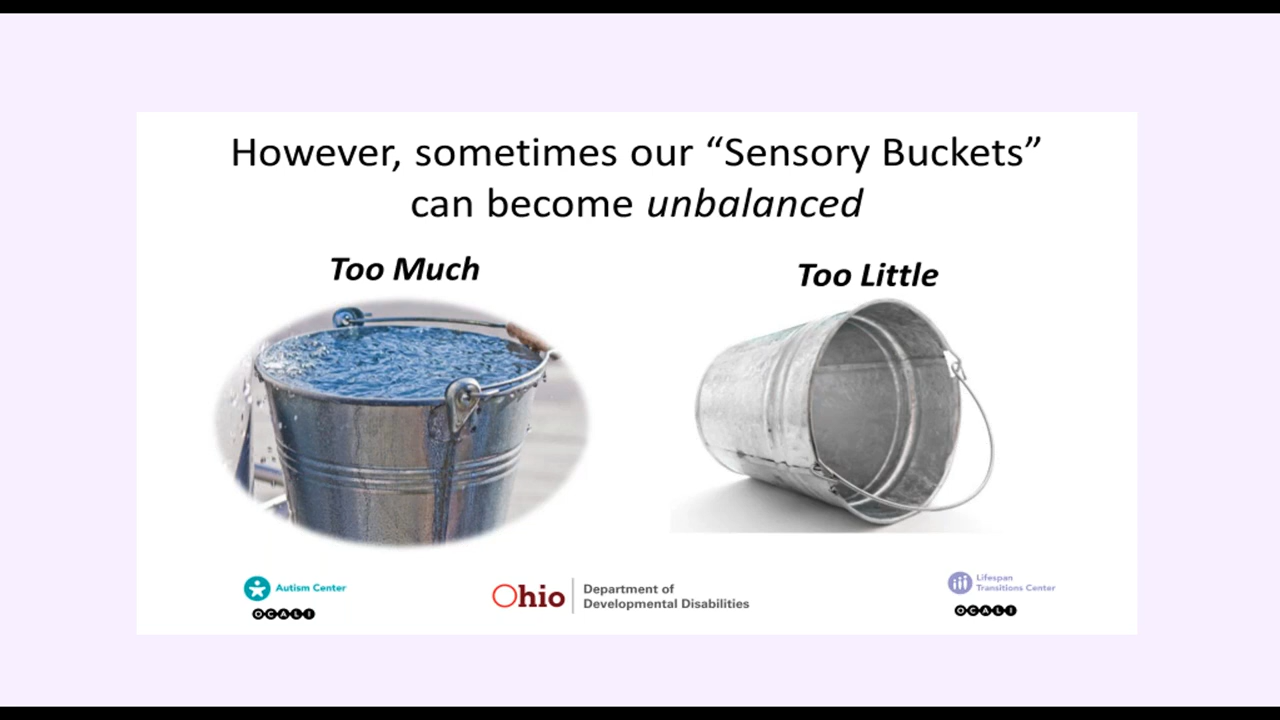 However, sometimes our “Sensory Buckets”
can become unbalanced
Too Much
Too Little
Autism Center
OCALI
Ohio
Department of
Developmental Disabilities
Lifespan
Transitions Center
OCALI